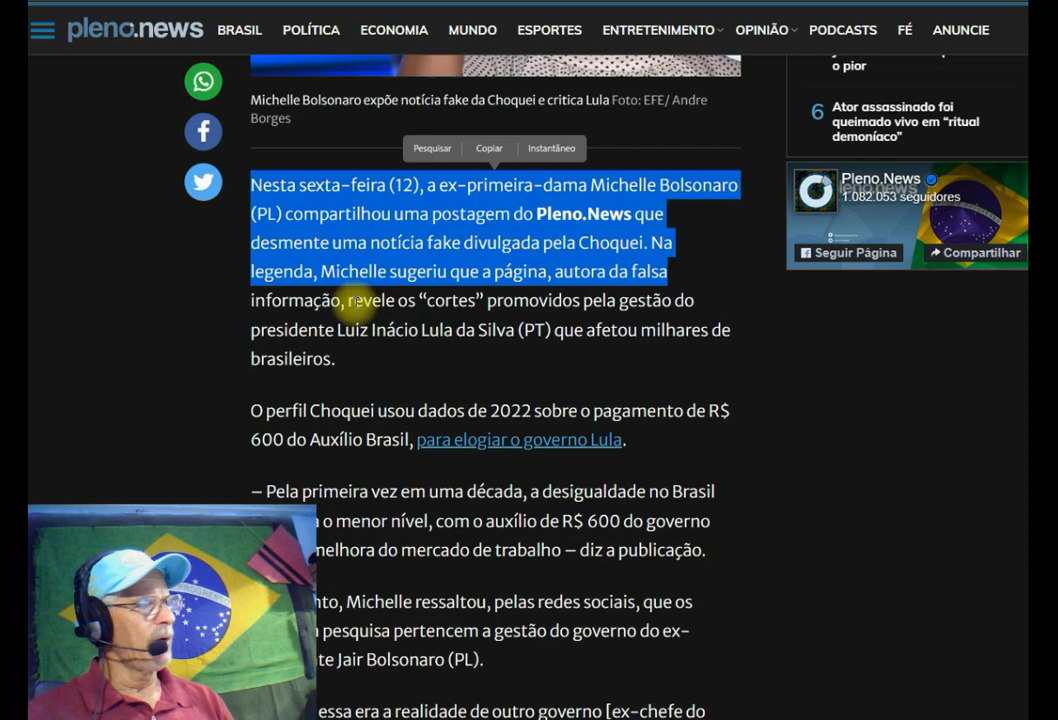 pleno.news BRASIL POLÍTICA ECONOMIA MUNDO ESPORTES ENTRETENIMENTO OPINIÃO PODCASTS FÉ ANUNCIE
Michelle Bolsonaro expõe notícia fake da Choquei e critica Lula Foto: EFE/ Andre
Borges
Pesquisar Copiar Instantâneo
Nesta sexta-feira (12), a ex-primeira-dama Michelle Bolsonaro
(PL) compartilhou uma postagem do Pleno.News que
desmente uma notícia fake divulgada pela Choquei. Na
legenda, Michelle sugeriu que a página, autora da falsa
informação, revele os “cortes” promovidos pela gestão do
presidente Luiz Inácio Lula da Silva (PT) que afetou milhares de
brasileiros.
O perfil Choquei usou dados de 2022 sobre o pagamento de R$
600 do Auxílio Brasil, para elogiar o governo Lula.
– Pela primeira vez em uma década, a desigualdade no Brasil
o menor nível, com o auxílio de R$ 600 do governo
melhora do mercado de trabalho – diz a publicação.
Michelle ressaltou, pelas redes sociais, que os
pesquisa pertencem a gestão do governo do ex-
Jair Bolsonaro (PL).
essa era a realidade de outro governo [ex-chefe do
o pior
6 Ator assassinado foi
queimado vivo em “ritual
demoníaco”
Pleno.News
1.082.053 seguidores
Seguir Página Compartilhar